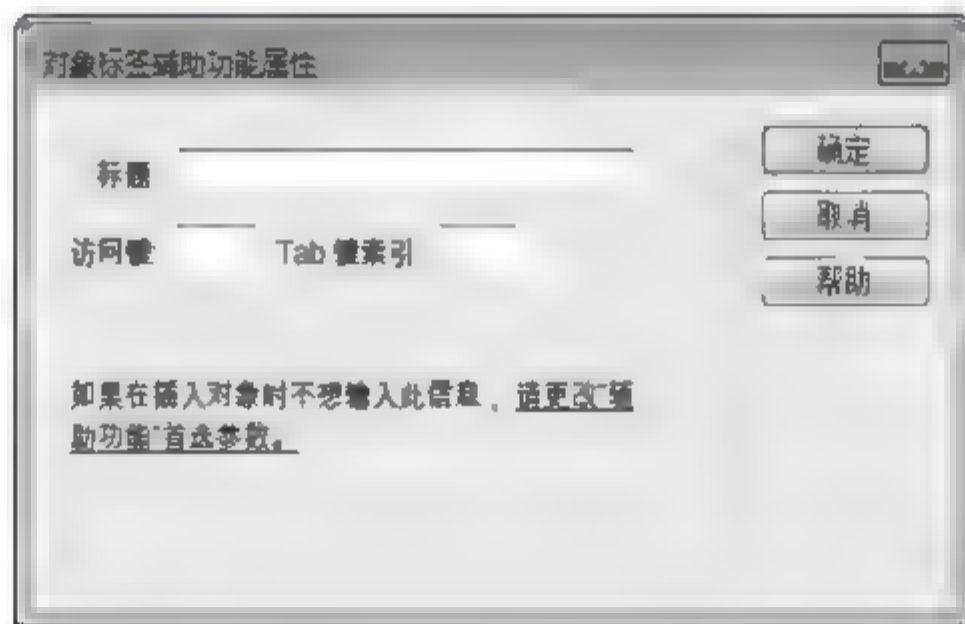 对象标签辅助功能属性
标题
确定
取消
访问键
Tab 键索引
帮助
如果在插入对象时不想输入此信息，请更改"辅
助功能"首选参数。